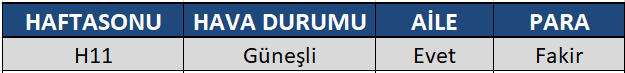 HAFTASONU HAVA DURUMU AİLE PARA
H11 Güneşli Evet Fakir